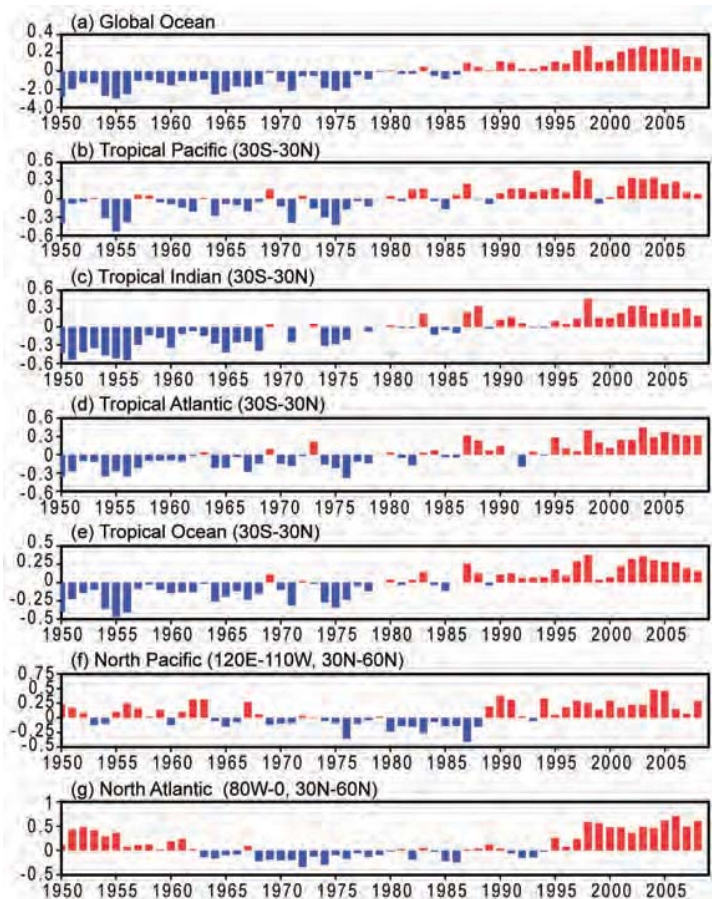 (a) Global Ocean
0.4
0.2
0
-2.0
-4.0
1950 1955 1960 1965 1970 1975 1980 1985 1990 1995 2000 2005
(b) Tropical Pacific (30S-30N)
0.6
0.3
0
-0.3
-0.6
1950 1955 1960 1965 1970 1975 1980 1985 1990 1995 2000 2005
(c) Tropical Indian (30S-30N)
0.6
0.3
0
-0.3
-0.6
1950 1955 1960 1965 1970 1975 1980 1985 1990 1995 2000 2005
(d) Tropical Atlantic (30S-30N)
0.6
0.3
0
-0.3
-0.6
1950 1955 1960 1965 1970 1975 1980 1985 1990 1995 2000 2005
(e) Tropical Ocean (30S-30N)
0.5
0.25
0
-0.25
-0.5
1950 1955 1960 1965 1970 1975 1980 1985 1990 1995 2000 2005
(f) North Pacific (120E-110W, 30N-60N)
0.75
0.5
0.25
0
-0.25
-0.5
1950 1955 1960 1965 1970 1975 1980 1985 1990 1995 2000 2005
(g) North Atlantic (80W-0, 30N-60N)
1
0.5
0
-0.5
1950 1955 1960 1965 1970 1975 1980 1985 1990 1995 2000 2005